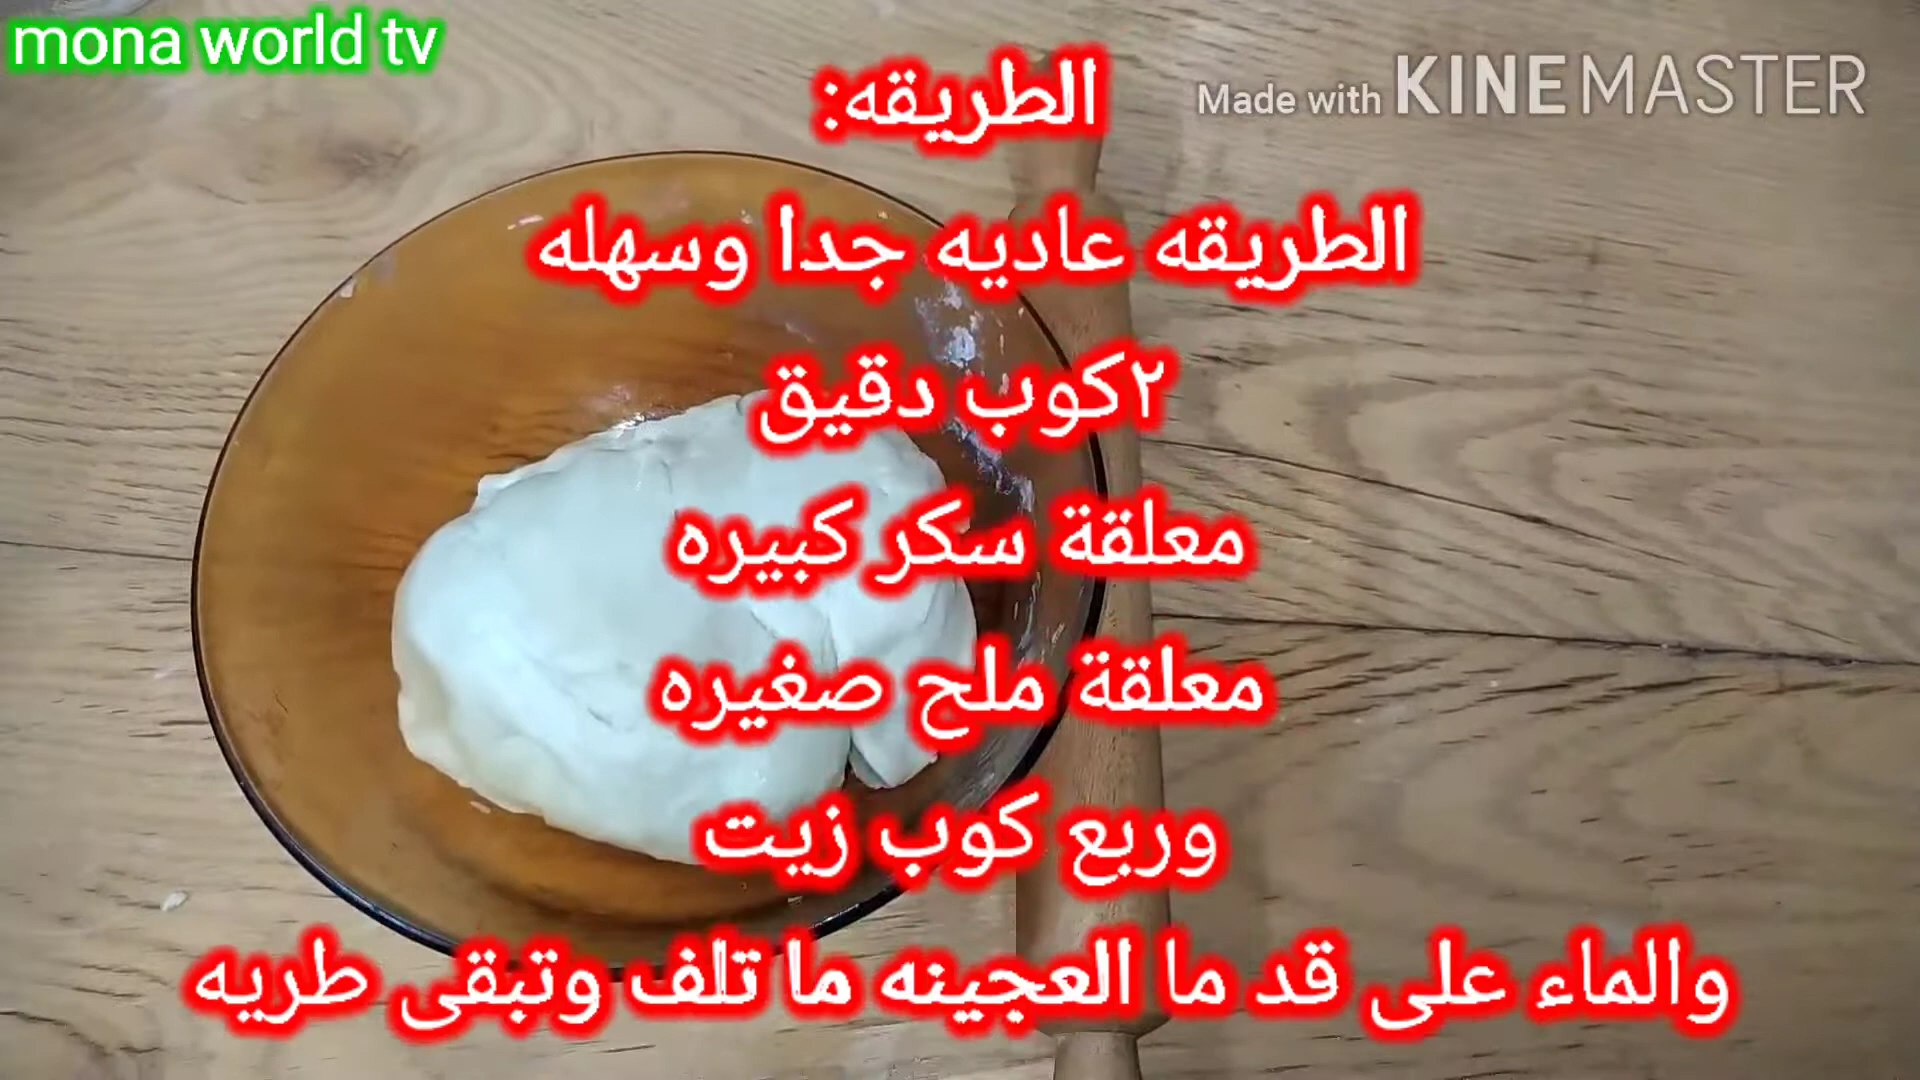 mona world tv
Made with KINEMASTER
الطريقه:
الطريقه عاديه جدا وسهله
٢كوب دقيق
معلقة سكر كبيره
معلقة ملح صغيره
وربع كوب زيت
والماء على قد ما العجينه ما تلف وتبقى طريه